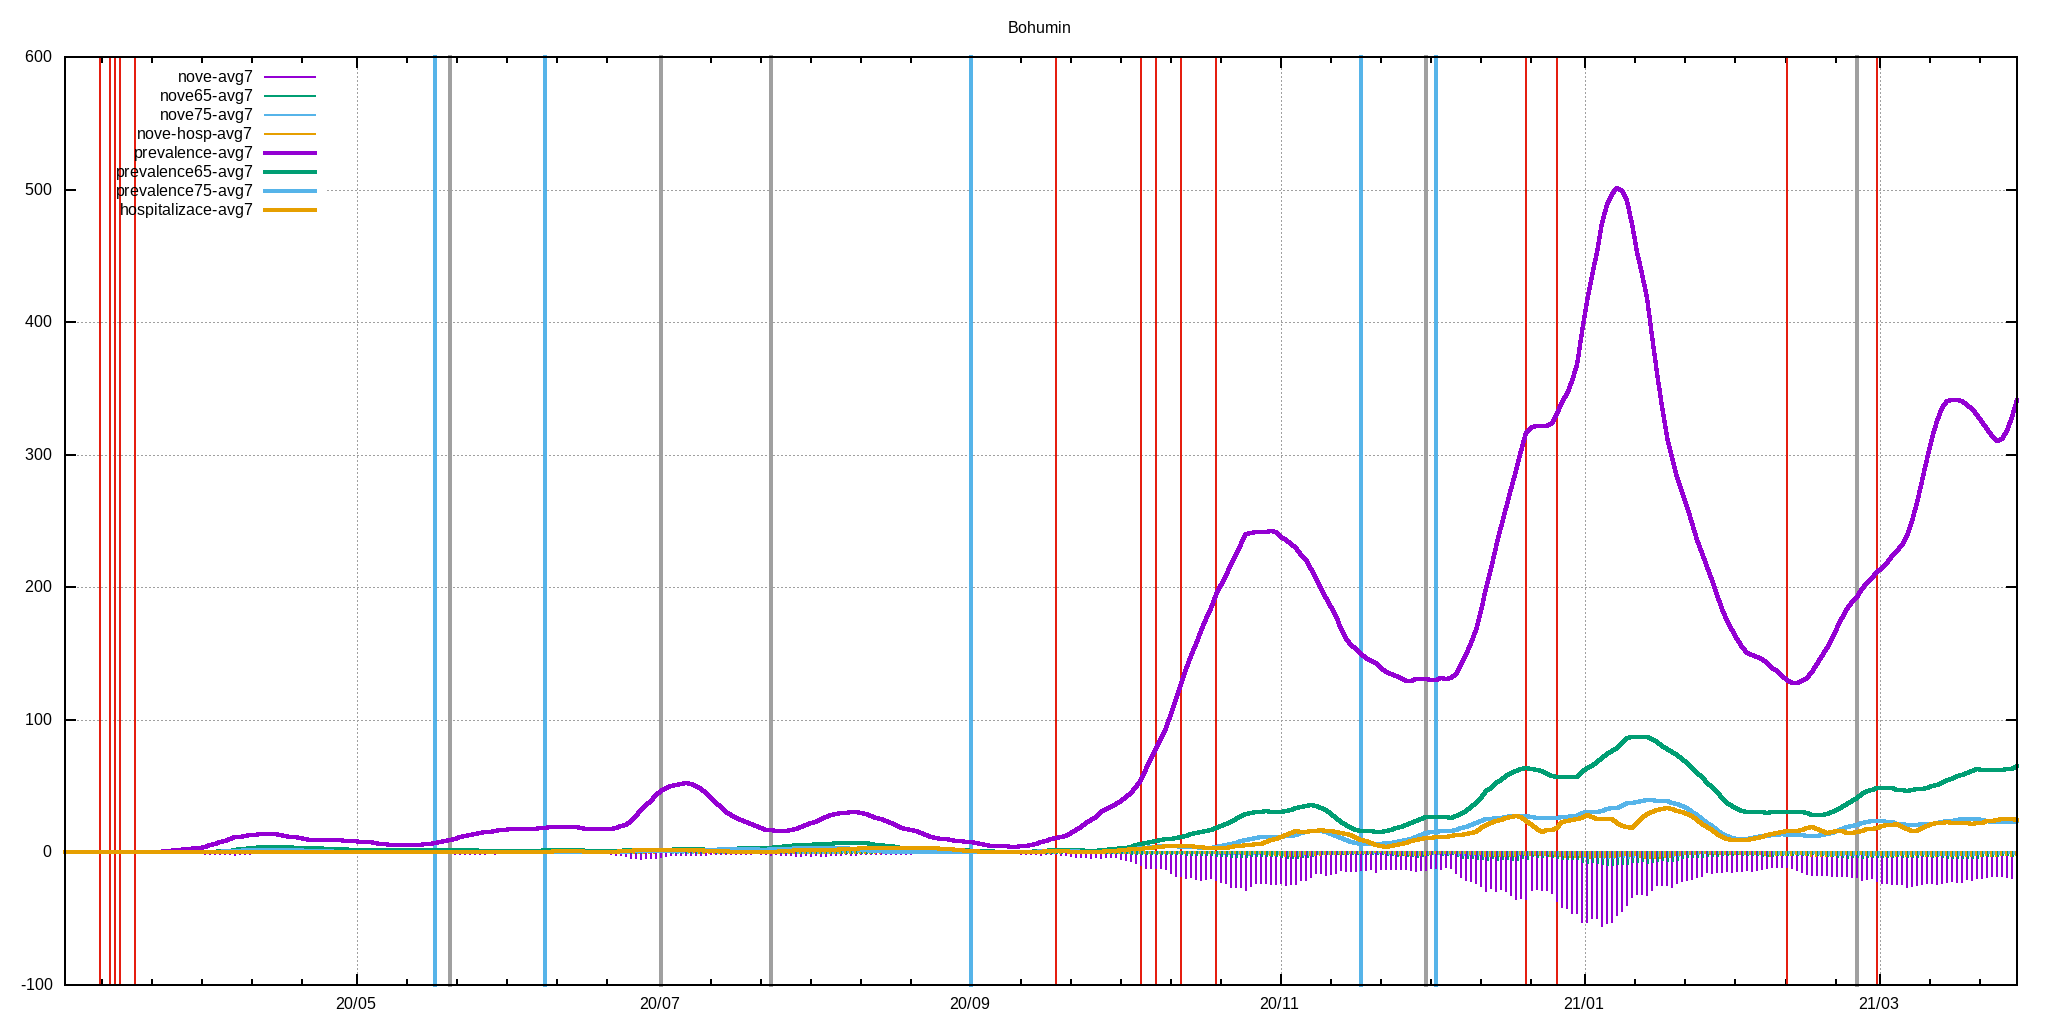 Bohumin
600
500
400
300
200
100
0
-100
nove-avg7
nove65-avg7
nove75-avg7
nove-hosp-avg7
prevalence-avg7
prevalence65-avg7
prevalence75-avg7
hospitalizace-avg7
20/05 20/07 20/09 20/11 21/01 21/03